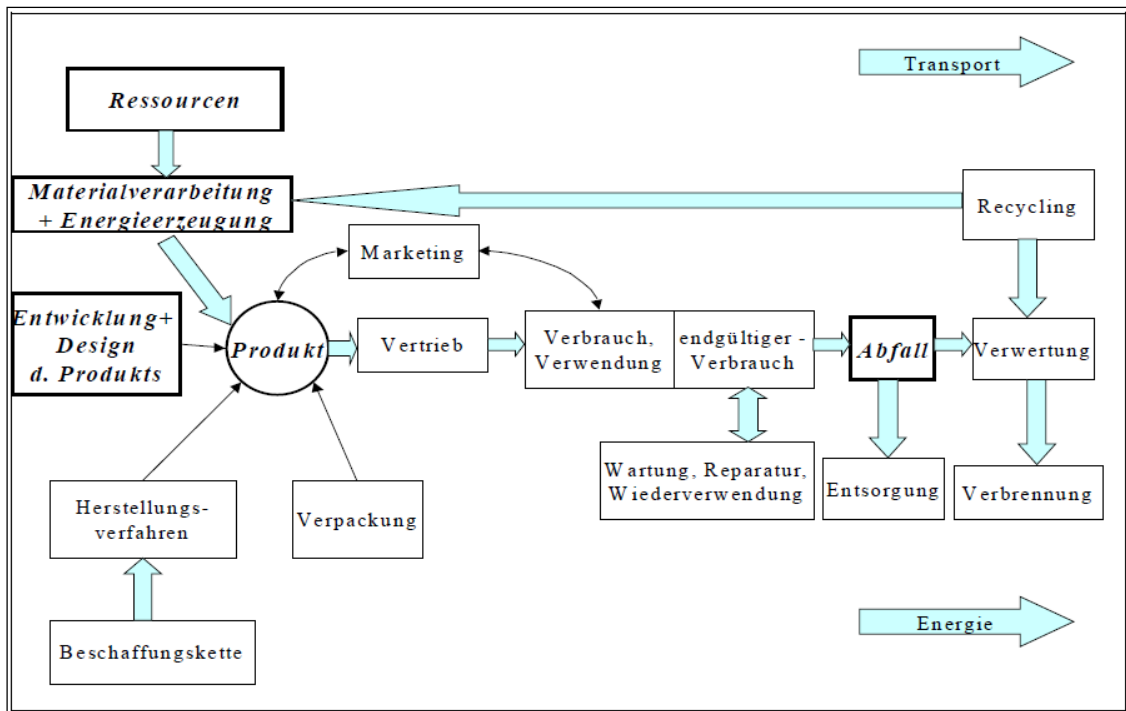 Transport
Ressourcen
Materialverarbeitung
+ Energieerzeugung
Recycling
Marketing
Entwicklung+
Design
d. Produkts
Produkt
Vertrieb
Verbrauch,
Verwendung
endgültiger -
Verbrauch
Abfall
Verwertung
Wartung, Reparatur,
Wiederverwendung
Entsorgung
Verbrennung
Herstellungs-
verfahren
Verpackung
Beschaffungskette
Energie